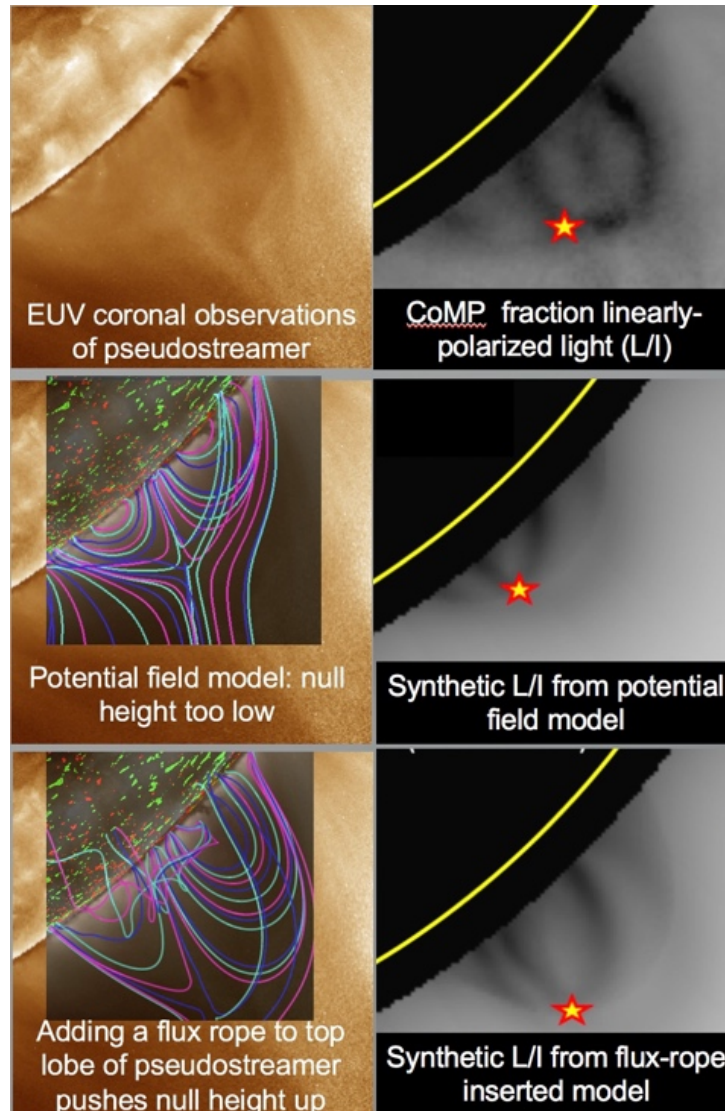 EUV coronal observations
of pseudostreamer
CoMP fraction linearly-
polarized light (L/I)
Potential field model: null
height too low
Synthetic L/I from potential
field model
Adding a flux rope to top
lobe of pseudostreamer
pushes null height up
Synthetic L/I from flux-rope
inserted model